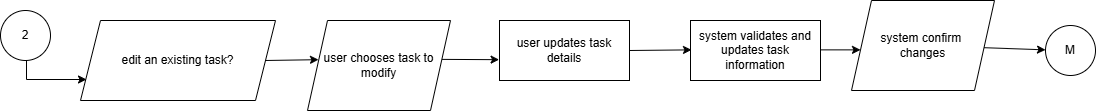 2
edit an existing task?
user chooses task to
modify
user updates task
details
system validates and
updates task
information
system confirm
changes
M